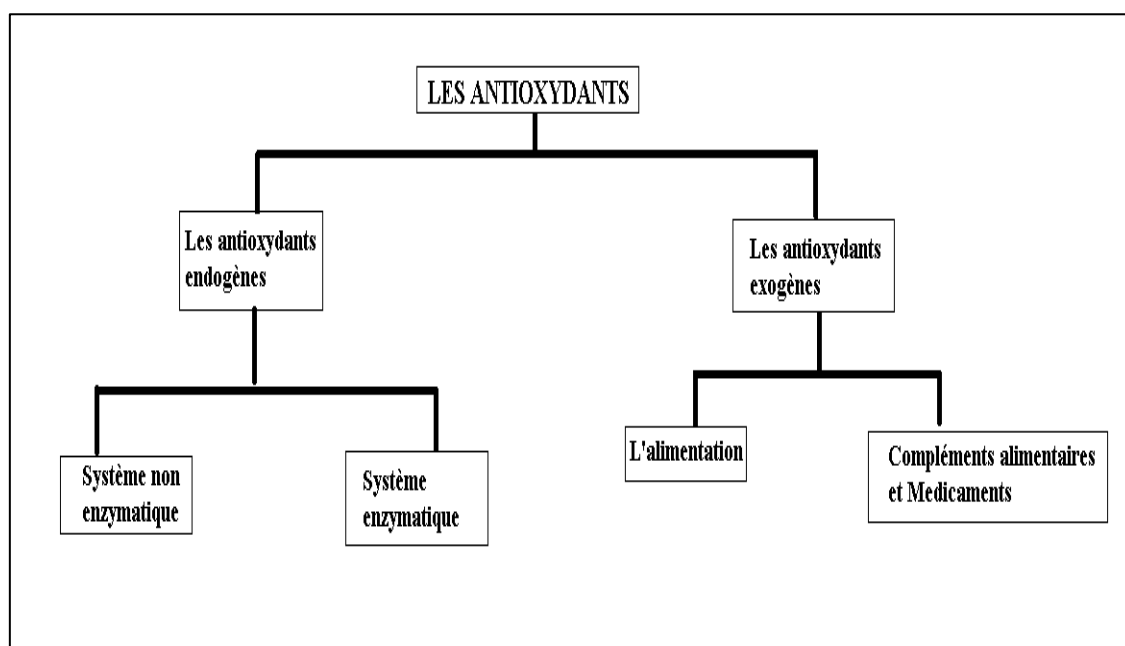 LES ANTIOXYDANTS
Les antioxydants
endogènes
Les antioxydants
exogènes
Système non
enzymatique
Système
enzymatique
L'alimentation
Compléments alimentaires
et Medicaments